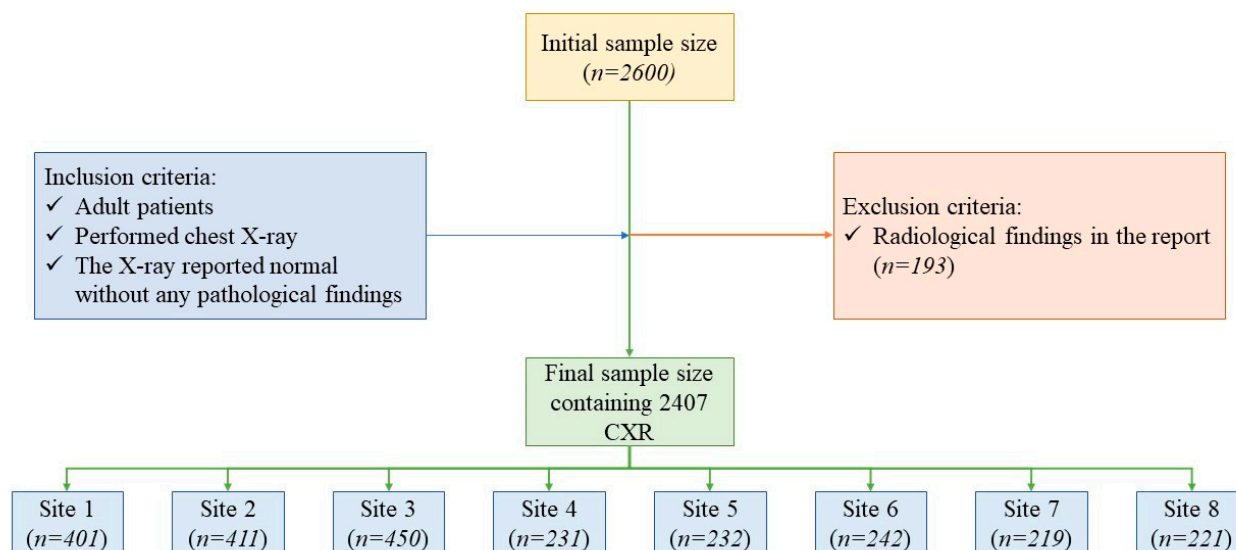 Initial sample size
(n=2600)
Inclusion criteria:
✓ Adult patients
✓ Performed chest X-ray
✓ The X-ray reported normal
without any pathological findings
Exclusion criteria:
✓ Radiological findings in the report
(n=193)
Final sample size
containing 2407
CXR
Site 1
(n=401)
Site 2
(n=411)
Site 3
(n=450)
Site 4
(n=231)
Site 5
(n=232)
Site 6
(n=242)
Site 7
(n=219)
Site 8
(n=221)